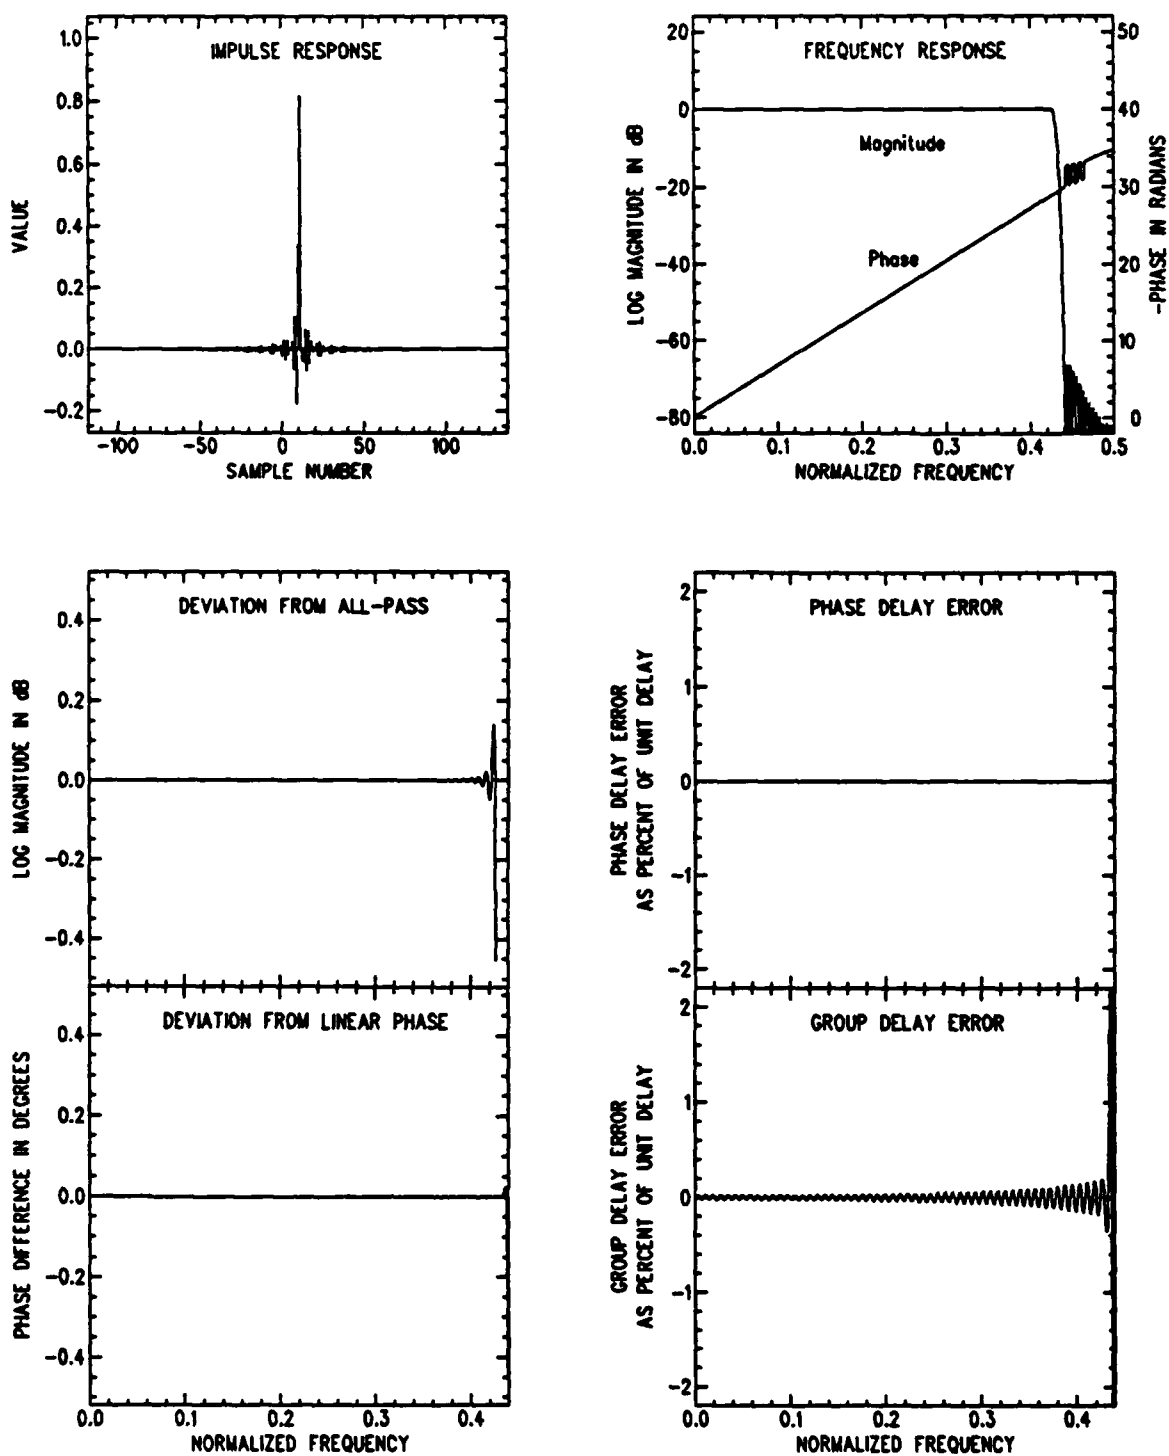 IMPULSE RESPONSE
VALUE
1.0
0.8
0.6
0.4
0.2
0.0
-0.2
-100 -50 0 50 100
SAMPLE NUMBER
FREQUENCY RESPONSE
LOG MAGNITUDE IN dB
20
0
-20
-40
-60
-80
Magnitude
Phase
50
40
30
20
10
0
-PHASE IN RADIANS
0.0 0.1 0.2 0.3 0.4 0.5
NORMALIZED FREQUENCY
DEVIATION FROM ALL-PASS
LOG MAGNITUDE IN dB
0.4
0.2
0.0
-0.2
-0.4
PHASE DELAY ERROR
PHASE DELAY ERROR
AS PERCENT OF UNIT DELAY
2
1
0
-1
-2
DEVIATION FROM LINEAR PHASE
PHASE DIFFERENCE IN DEGREES
0.4
0.2
0.0
-0.2
-0.4
0.0 0.1 0.2 0.3 0.4
NORMALIZED FREQUENCY
GROUP DELAY ERROR
GROUP DELAY ERROR
AS PERCENT OF UNIT DELAY
2
1
0
-1
-2
0.0 0.1 0.2 0.3 0.4
NORMALIZED FREQUENCY